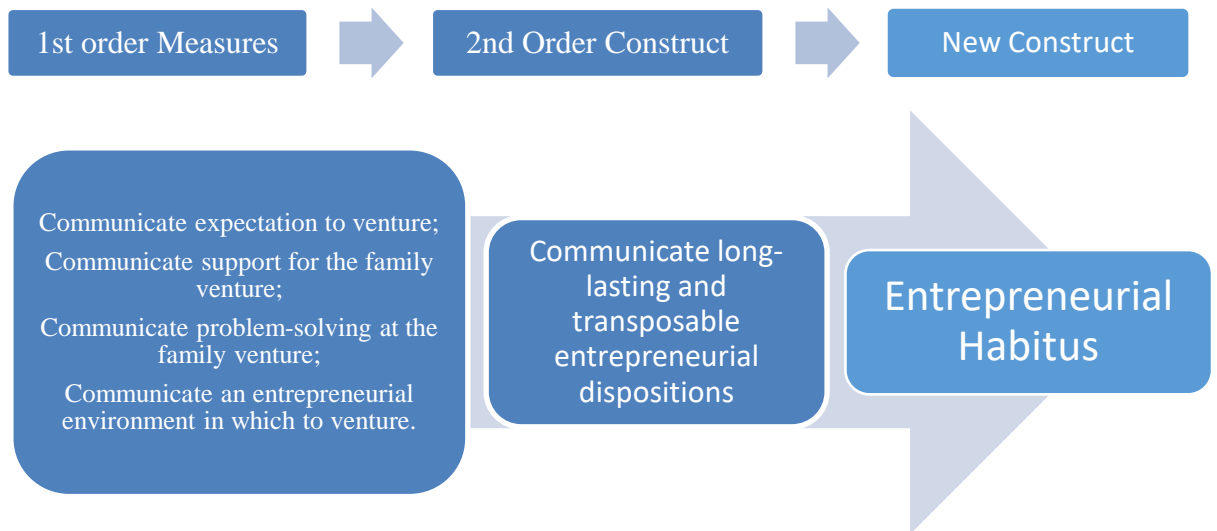 1st order Measures
2nd Order Construct
New Construct
Communicate expectation to venture;
Communicate support for the family
venture;
Communicate problem-solving at the
family venture;
Communicate an entrepreneurial
environment in which to venture.
Communicate long-
lasting and
transposable
entrepreneurial
dispositions
Entrepreneurial
Habitus